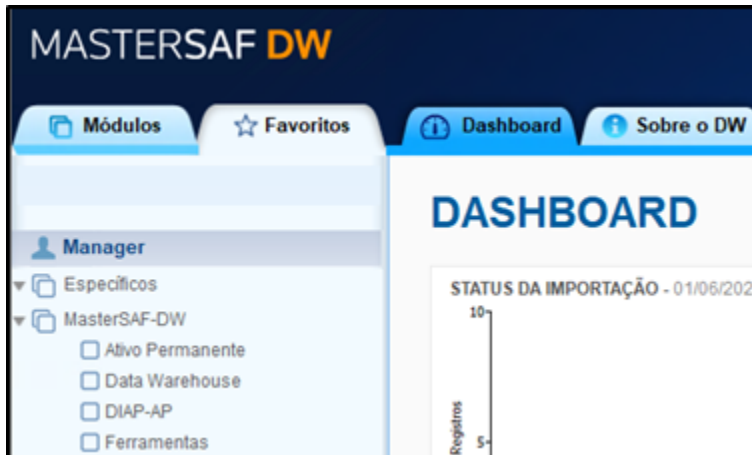 MASTERSAF DW
Módulos
Favoritos
Dashboard
Sobre o DW
Manager
Específicos
MasterSAF-DW
Ativo Permanente
Data Warehouse
DIAP-AP
Ferramentas
DASHBOARD
STATUS DA IMPORTAÇÃO - 01/06/202
10
Registros
5